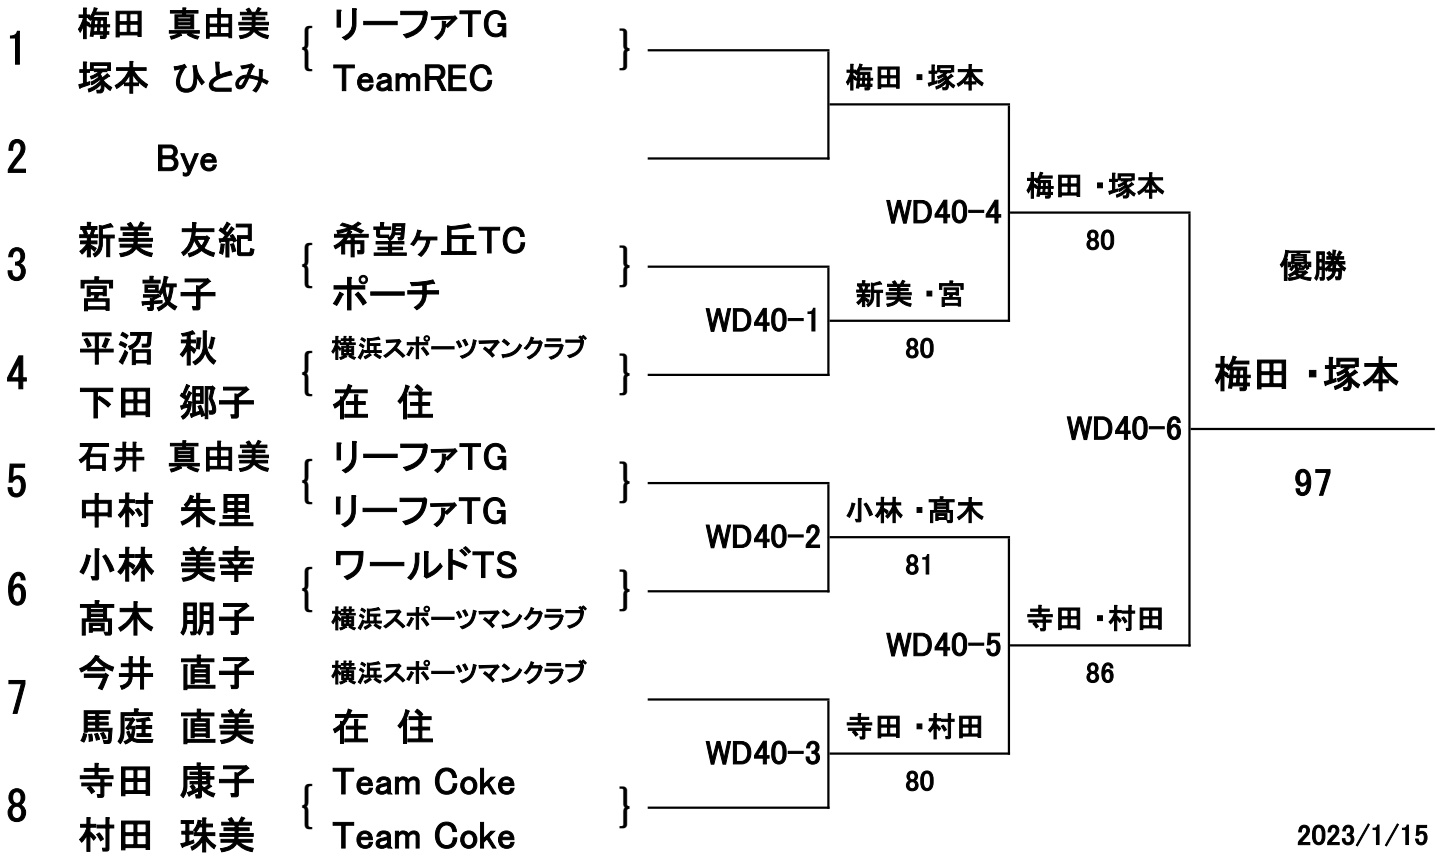 1
梅田 真由美 { リーファTG }
塚本 ひとみ TeamREC
梅田 ・塚本
2 Bye
梅田 ・塚本
WD40-4
80
3
新美 友紀 { 希望ヶ丘TC }
宮 敦子 ポーチ
新美 ・宮
WD40-1
80
優勝
4
平沼 秋 { 横浜スポーツマンクラブ }
下田 郷子 在 住
梅田 ・塚本
WD40-6
97
5
石井 真由美 { リーファTG }
中村 朱里 リーファTG
小林 ・髙木
WD40-2
81
6
小林 美幸 { ワールドTS }
髙木 朋子 横浜スポーツマンクラブ
寺田 ・村田
WD40-5
86
7
今井 直子 横浜スポーツマンクラブ
馬庭 直美 在 住
寺田 ・村田
WD40-3
80
8
寺田 康子 { Team Coke }
村田 珠美 Team Coke
2023/1/15